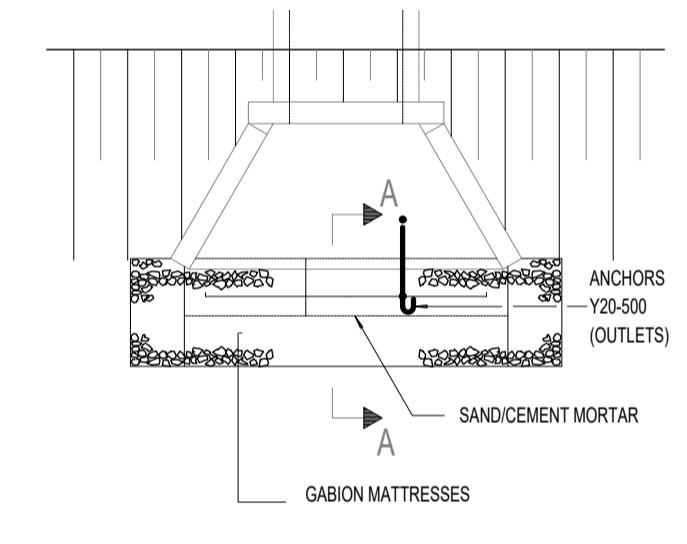 A
ANCHORS
Y20-500
(OUTLETS)
SAND/CEMENT MORTAR
A
GABION MATTRESSES